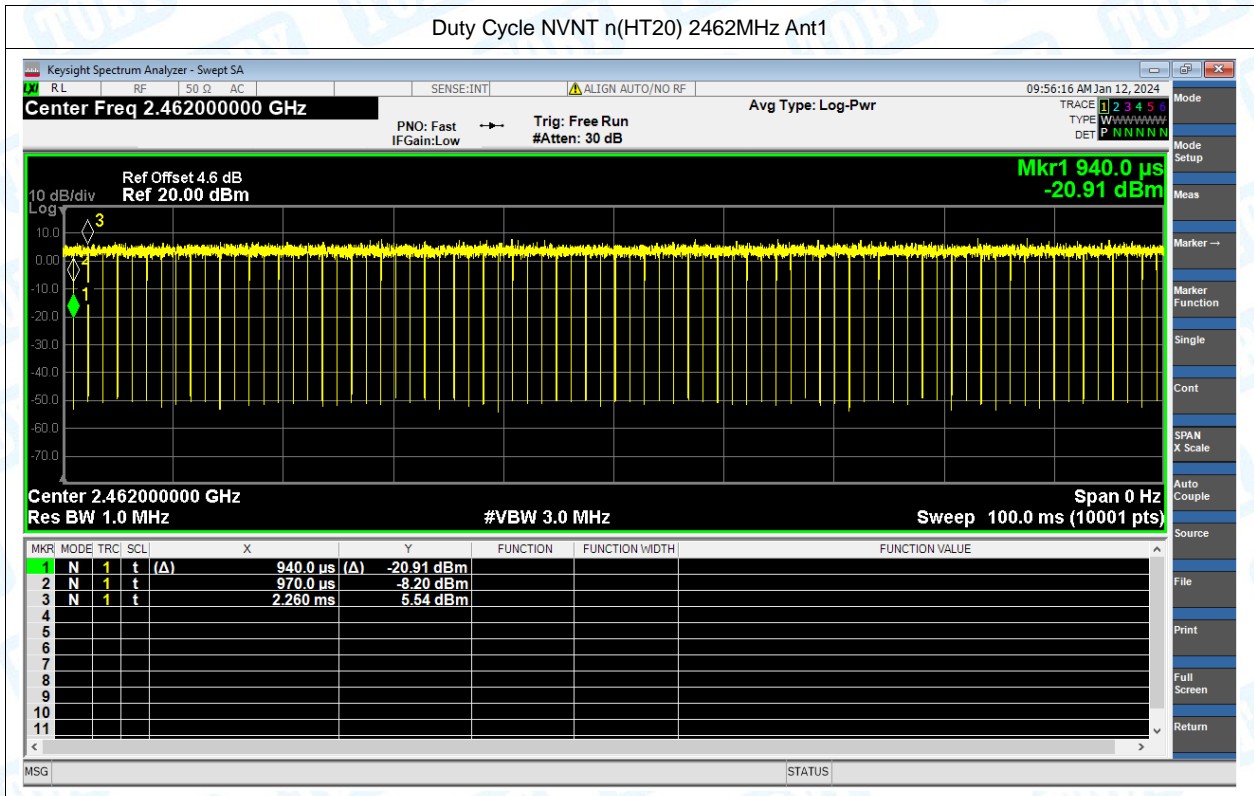 Duty Cycle NVNT n(HT20) 2462MHz Ant1
Keysight Spectrum Analyzer - Swept SA
LXI RL RF 50 Ω AC SENSE:INT ALIGN AUTO/NO RF 09:56:16 AM Jan 12, 2024
Center Freq 2.462000000 GHz
PNO: Fast
IFGain:Low
Trig: Free Run
#Atten: 30 dB
Avg Type: Log-Pwr
TRACE 1 2 3 4 5 6
TYPE WWWWWW
DET P N N N N N
Ref Offset 4.6 dB
10 dB/div Ref 20.00 dBm
Log
Mkr1 940.0 µs
-20.91 dBm
3
10.0
0.00
2
-10.0
1
-20.0
-30.0
-40.0
-50.0
-60.0
-70.0
Center 2.462000000 GHz Span 0 Hz
Res BW 1.0 MHz #VBW 3.0 MHz Sweep 100.0 ms (10001 pts)
MKR MODE TRC SCL X Y FUNCTION FUNCTION WIDTH FUNCTION VALUE
1 N 1 t (Δ) 940.0 µs (Δ) -20.91 dBm
2 N 1 t 970.0 µs -8.20 dBm
3 N 1 t 2.260 ms 5.54 dBm
4
5
6
7
8
9
10
11
MSG STATUS
Mode
Mode Setup
Meas
Marker →
Marker Function
Single
Cont
SPAN X Scale
Auto Couple
Source
File
Print
Full Screen
Return
TOBY